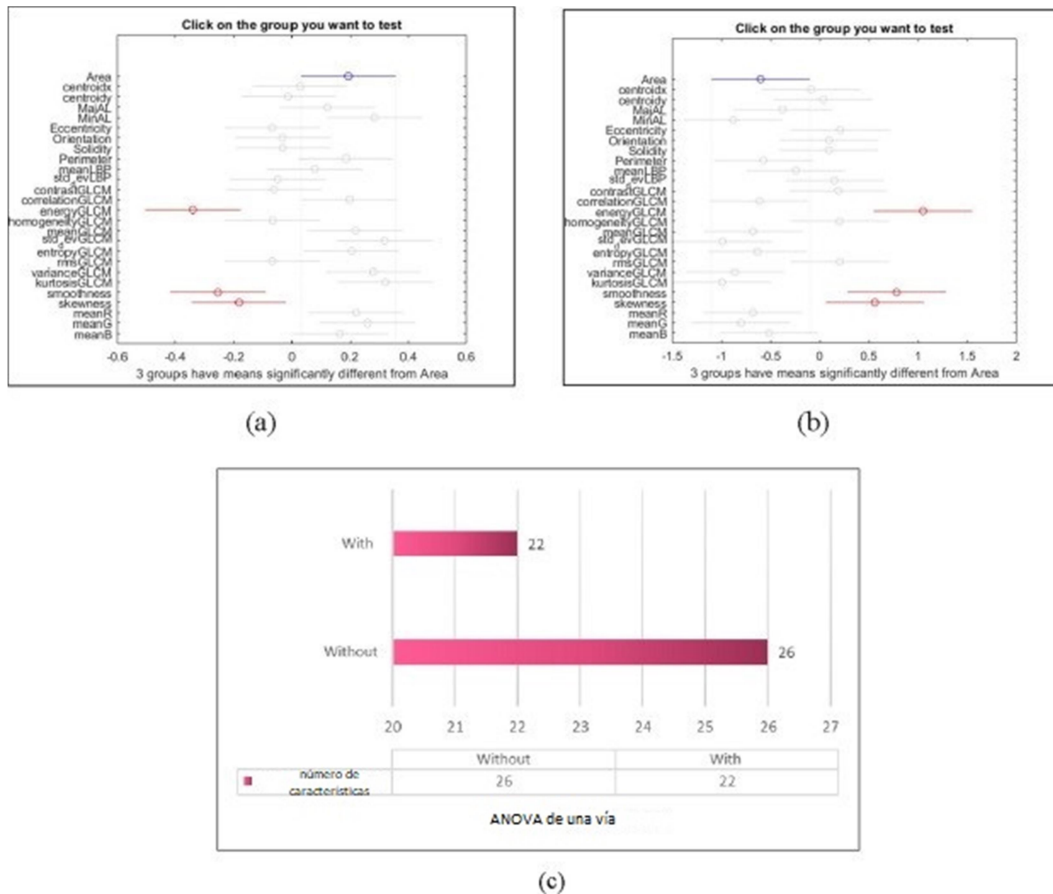 Click on the group you want to test
Area
centroidx
centroidy
MajAL
MinAL
Eccentricity
Orientation
Solidity
Perimeter
meanLBP
std_evLBP
contrastGLCM
correlationGLCM
energyGLCM
homogeneityGLCM
meanGLCM
std_evGLCM
entropyGLCM
rmsGLCM
varianceGLCM
kurtosisGLCM
smoothness
skewness
meanR
meanG
meanB
-0.6 -0.4 -0.2 0 0.2 0.4 0.6
3 groups have means significantly different from Area
(a)
Click on the group you want to test
Area
centroidx
centroidy
MajAL
MinAL
Eccentricity
Orientation
Solidity
Perimeter
meanLBP
std_evLBP
contrastGLCM
correlationGLCM
energyGLCM
homogeneityGLCM
meanGLCM
std_evGLCM
entropyGLCM
rmsGLCM
varianceGLCM
kurtosisGLCM
smoothness
skewness
meanR
meanG
meanB
-1.5 -1 -0.5 0 0.5 1 1.5 2
3 groups have means significantly different from Area
(b)
With 22
Without 26
20 21 22 23 24 25 26 27
Without With
número de
características 26 22
ANOVA de una vía
(c)